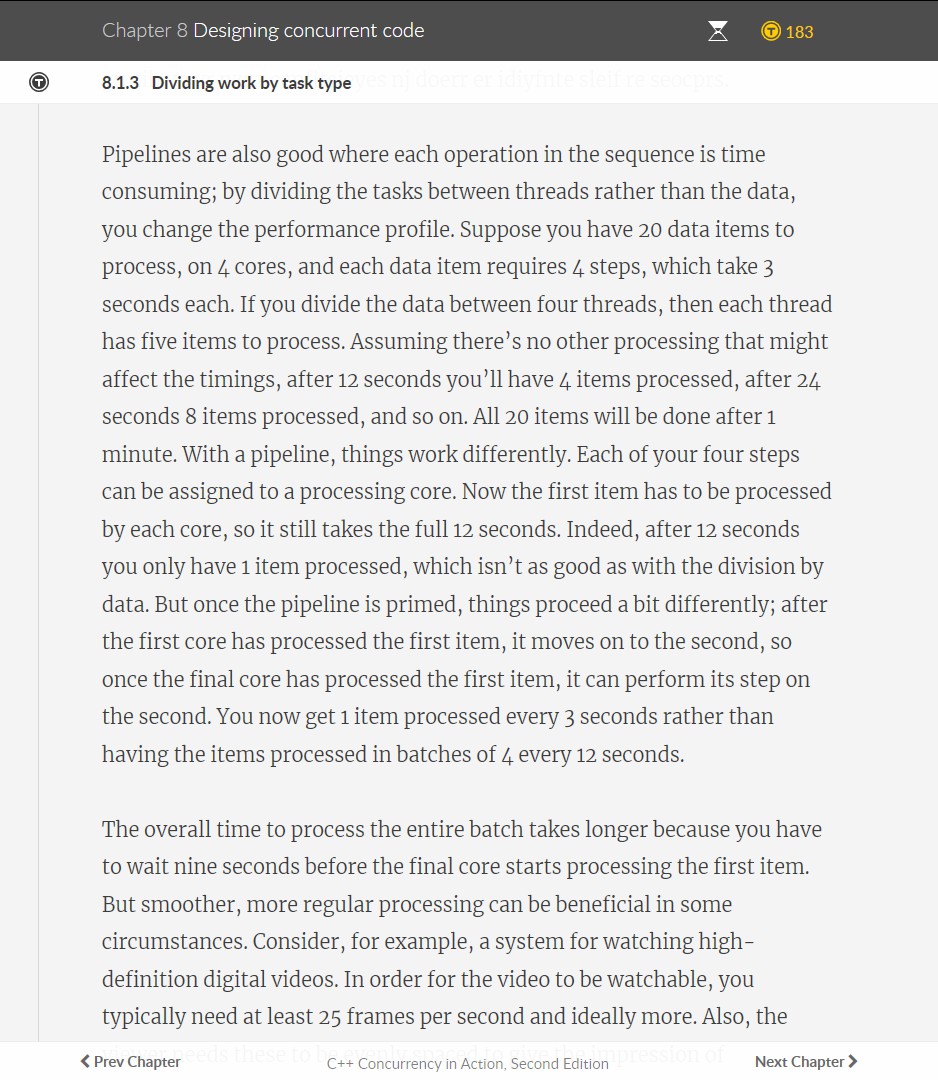 Chapter 8 Designing concurrent code
183
8.1.3 Dividing work by task type
Pipelines are also good where each operation in the sequence is time
consuming; by dividing the tasks between threads rather than the data,
you change the performance profile. Suppose you have 20 data items to
process, on 4 cores, and each data item requires 4 steps, which take 3
seconds each. If you divide the data between four threads, then each thread
has five items to process. Assuming there’s no other processing that might
affect the timings, after 12 seconds you’ll have 4 items processed, after 24
seconds 8 items processed, and so on. All 20 items will be done after 1
minute. With a pipeline, things work differently. Each of your four steps
can be assigned to a processing core. Now the first item has to be processed
by each core, so it still takes the full 12 seconds. Indeed, after 12 seconds
you only have 1 item processed, which isn’t as good as with the division by
data. But once the pipeline is primed, things proceed a bit differently; after
the first core has processed the first item, it moves on to the second, so
once the final core has processed the first item, it can perform its step on
the second. You now get 1 item processed every 3 seconds rather than
having the items processed in batches of 4 every 12 seconds.
The overall time to process the entire batch takes longer because you have
to wait nine seconds before the final core starts processing the first item.
But smoother, more regular processing can be beneficial in some
circumstances. Consider, for example, a system for watching high-
definition digital videos. In order for the video to be watchable, you
typically need at least 25 frames per second and ideally more. Also, the
viewer needs these to be evenly spaced to give the impression of
Prev Chapter
C++ Concurrency in Action, Second Edition
Next Chapter